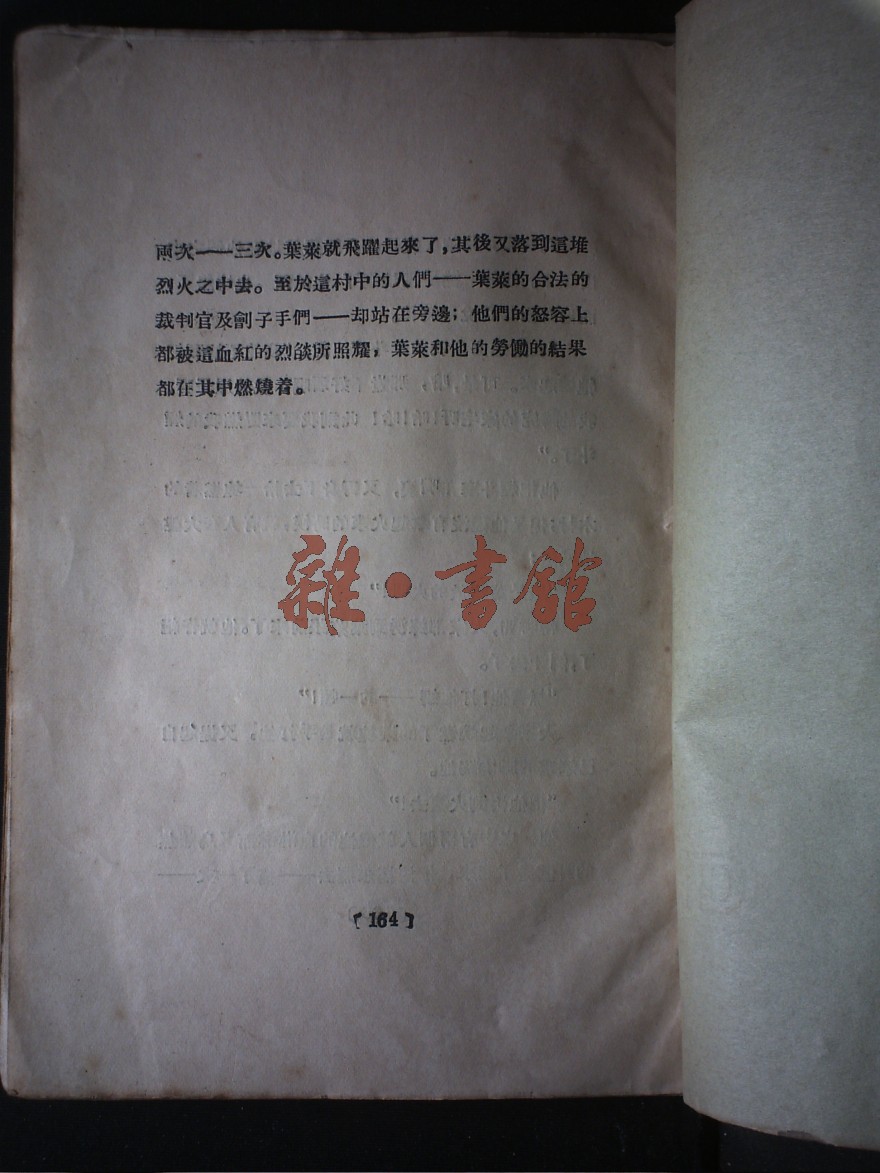 兩次——三次。葉萊就飛躍起來了，其後又落到這堆
烈火之中去。至於這村中的人們——葉萊的合法的
裁判官及劊子手們——却站在旁邊；他們的怒容上
都被這血紅的烈燄所照耀，葉萊和他的勞働的結果
都在其中燃燒着。
雜·書館
【164】